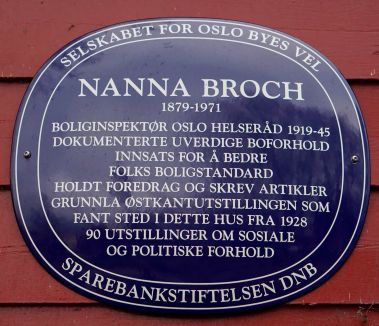 SELSKABET FOR OSLO BYES VEL
NANNA BROCH
1879-1971
BOLIGINSPEKTØR OSLO HELSERÅD 1919-45
DOKUMENTERTE UVERDIGE BOFORHOLD
INNSATS FOR Å BEDRE
FOLKS BOLIGSTANDARD
HOLDT FOREDRAG OG SKREV ARTIKLER
GRUNNLA ØSTKANTUTSTILLINGEN SOM
FANT STED I DETTE HUS FRA 1928
90 UTSTILLINGER OM SOSIALE
OG POLITISKE FORHOLD
SPAREBANKSTIFTELSEN DNB